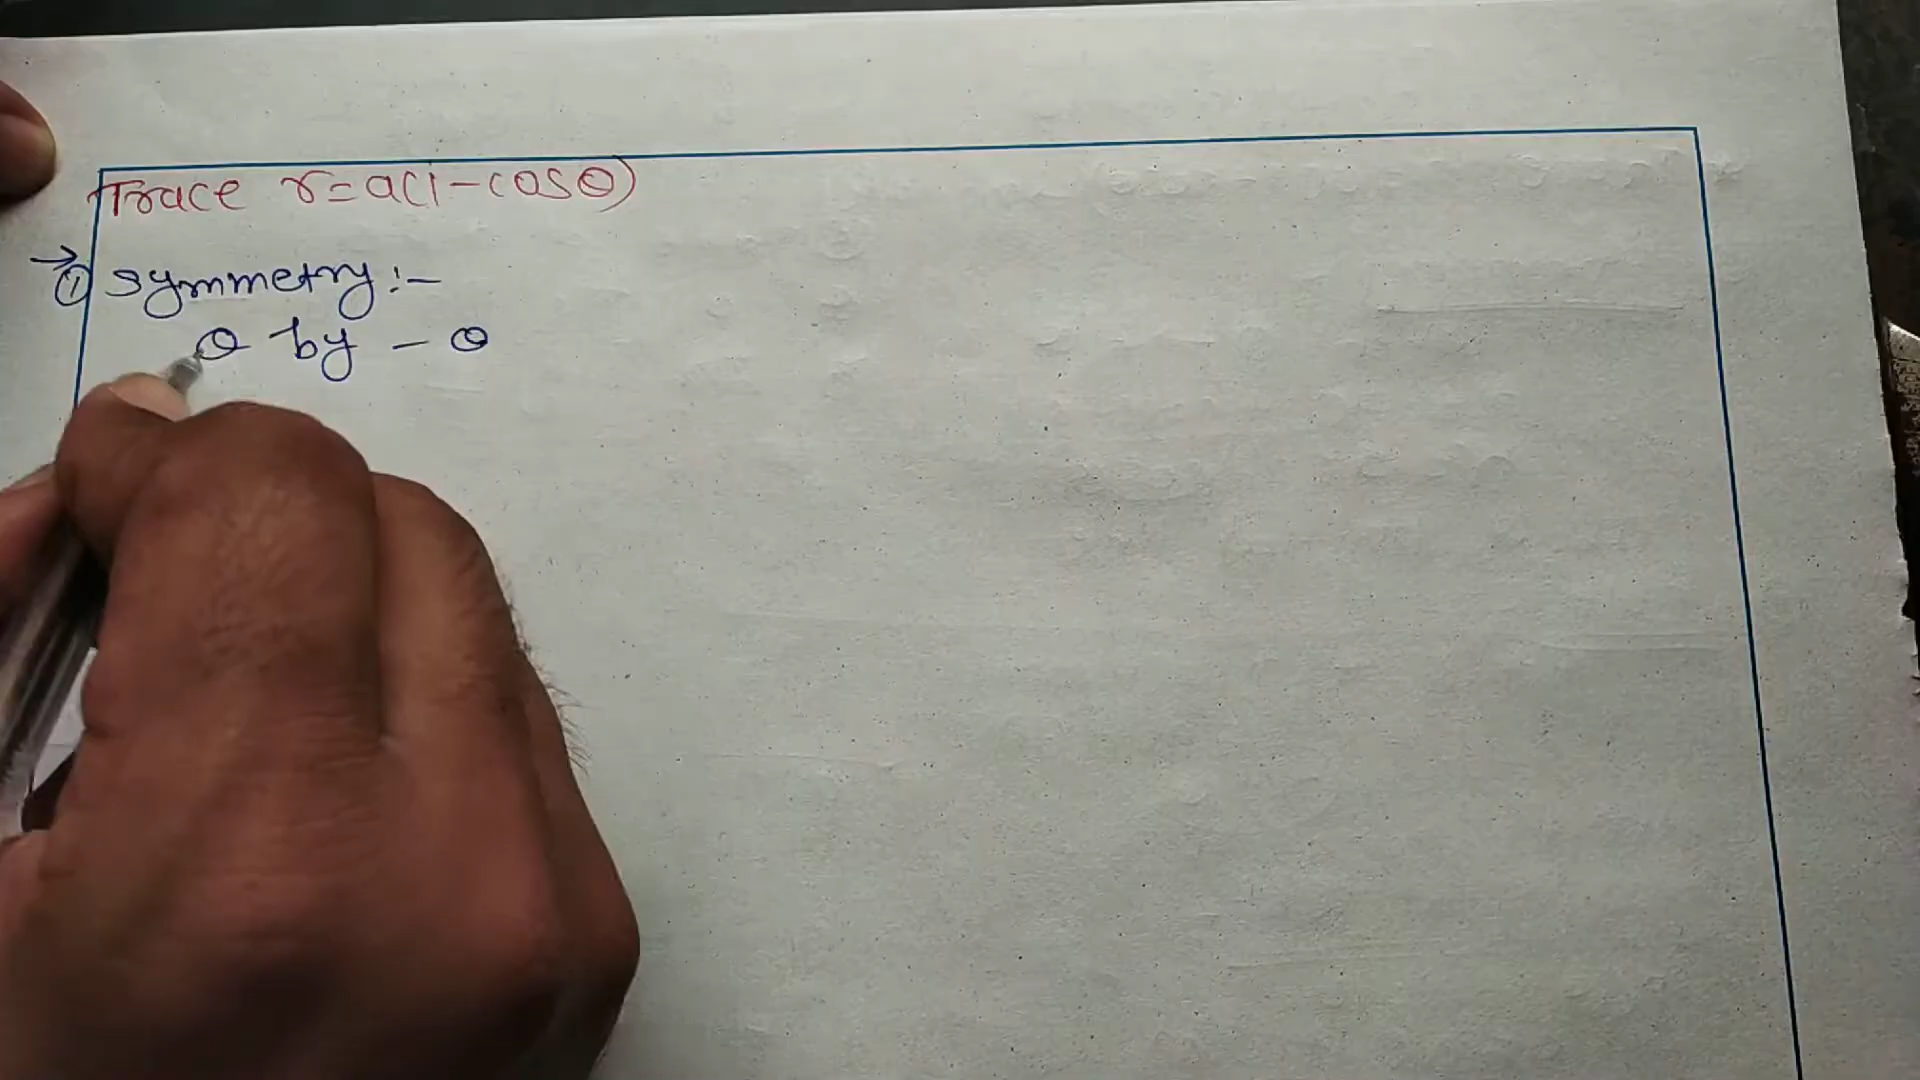 Trace r=a(1-cosθ)
→① symmetry:-
θ by - θ